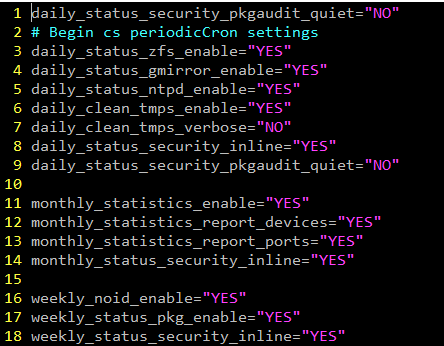 1 daily_status_security_pkgaudit_quiet="NO"
2 # Begin cs periodicCron settings
3 daily_status_zfs_enable="YES"
4 daily_status_gmirror_enable="YES"
5 daily_status_ntpd_enable="YES"
6 daily_clean_tmps_enable="YES"
7 daily_clean_tmps_verbose="NO"
8 daily_status_security_inline="YES"
9 daily_status_security_pkgaudit_quiet="NO"
10
11 monthly_statistics_enable="YES"
12 monthly_statistics_report_devices="YES"
13 monthly_statistics_report_ports="YES"
14 monthly_status_security_inline="YES"
15
16 weekly_noid_enable="YES"
17 weekly_status_pkg_enable="YES"
18 weekly_status_security_inline="YES"